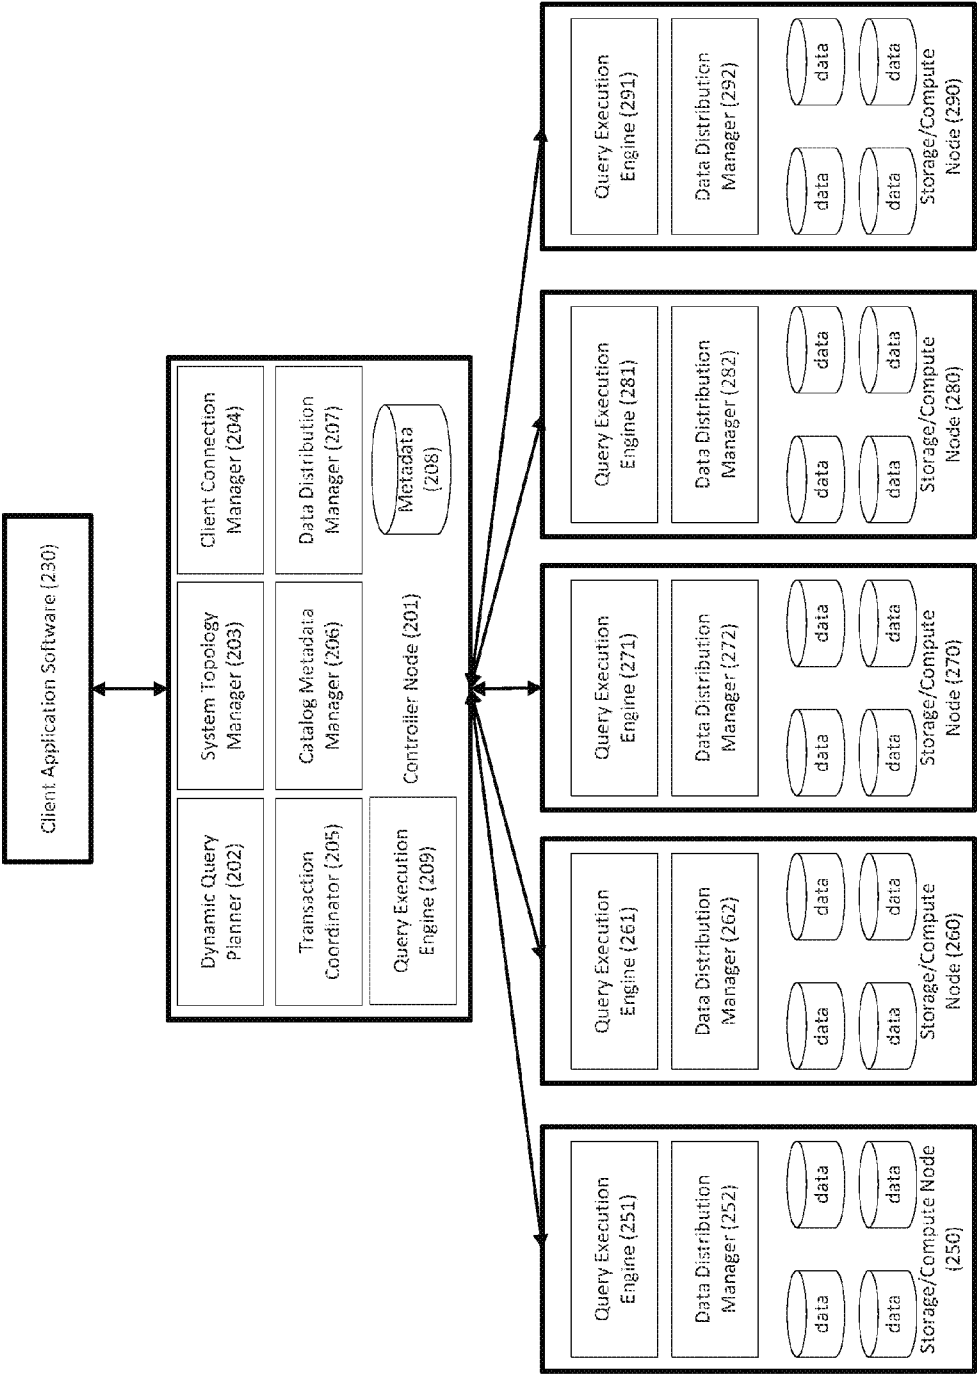 Client Application Software (230)
Dynamic Query
Planner (202)
System Topology
Manager (203)
Client Connection
Manager (204)
Transaction
Coordinator (205)
Catalog Metadata
Manager (206)
Data Distribution
Manager (207)
Query Execution
Engine (209)
Controller Node (201)
Metadata
(208)
Query Execution
Engine (251)
Data Distribution
Manager (252)
data
data
data
data
Storage/Compute Node
(250)
Query Execution
Engine (261)
Data Distribution
Manager (262)
data
data
data
data
Storage/Compute
Node (260)
Query Execution
Engine (271)
Data Distribution
Manager (272)
data
data
data
data
Storage/Compute
Node (270)
Query Execution
Engine (281)
Data Distribution
Manager (282)
data
data
data
data
Storage/Compute
Node (280)
Query Execution
Engine (291)
Data Distribution
Manager (292)
data
data
data
data
Storage/Compute
Node (290)